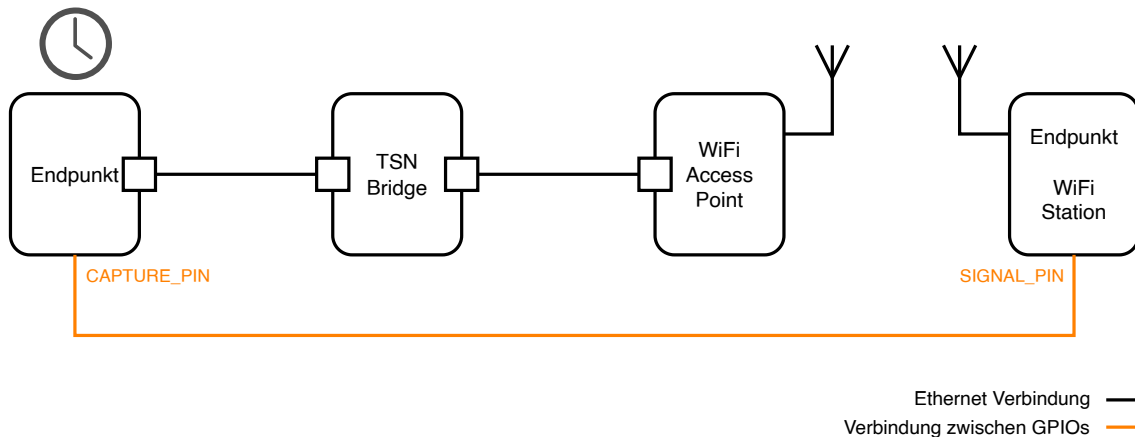 Endpunkt
TSN
Bridge
WiFi
Access
Point
Endpunkt
WiFi
Station
CAPTURE_PIN
SIGNAL_PIN
Ethernet Verbindung
Verbindung zwischen GPIOs